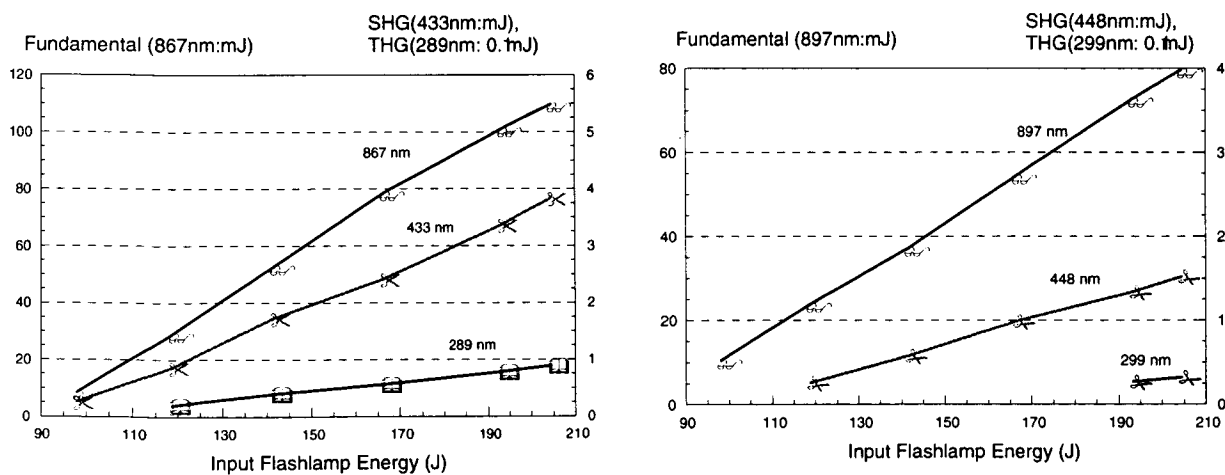 Fundamental (867nm:mJ)
SHG(433nm:mJ),
THG(289nm: 0.1mJ)
120
100
80
60
40
20
0
6
5
4
3
2
1
0
867 nm
433 nm
289 nm
90
110
130
150
170
190
210
Input Flashlamp Energy (J)
Fundamental (897nm:mJ)
SHG(448nm:mJ),
THG(299nm: 0.1mJ)
80
60
40
20
0
4
3
2
1
0
897 nm
448 nm
299 nm
90
110
130
150
170
190
210
Input Flashlamp Energy (J)